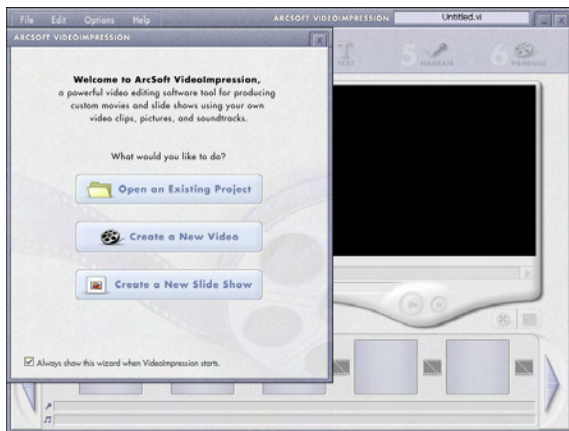 File Edit Options Help ARCSOFT VIDEOIMPRESSION Untitled.vi
ARCSOFT VIDEOIMPRESSION
TEXT 5 NARRATE 6 PRODUCE
Welcome to ArcSoft VideoImpression,
a powerful video editing software tool for producing
custom movies and slide shows using your own
video clips, pictures, and soundtracks.
What would you like to do?
Open an Existing Project
Create a New Video
Create a New Slide Show
Always show this wizard when VideoImpression starts.